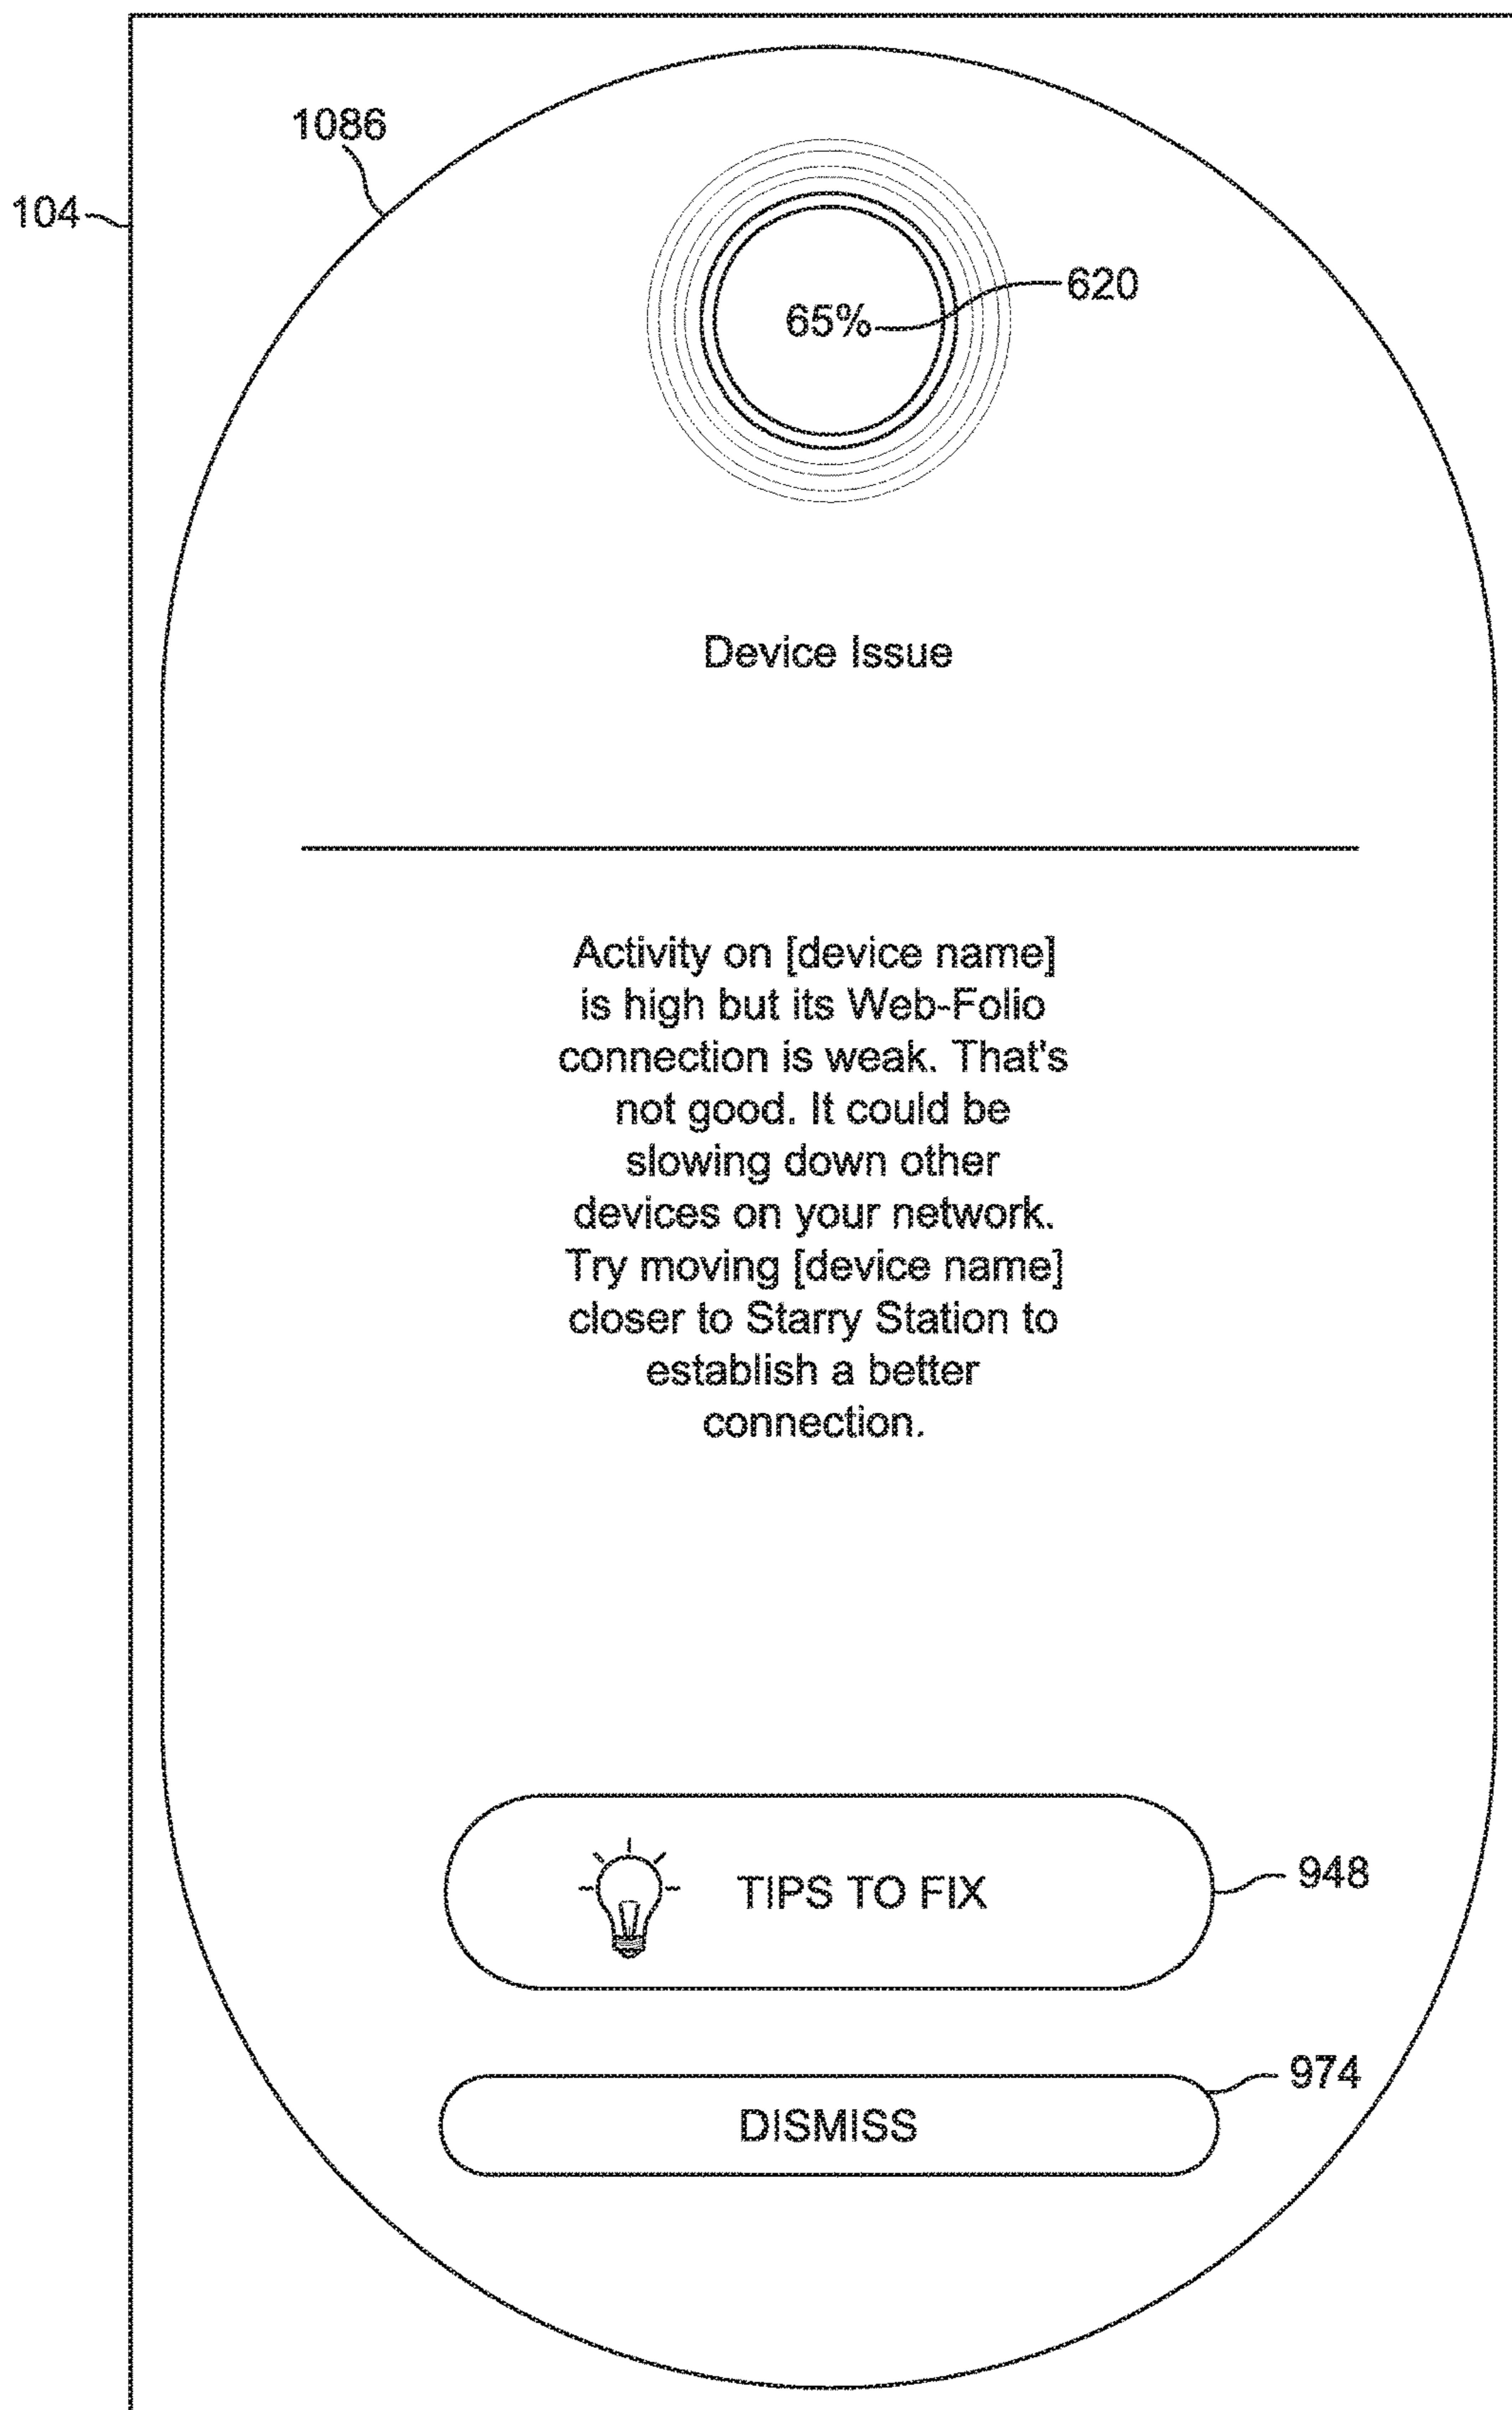 1086
104
620
65%
Device Issue
Activity on [device name]
is high but its Web-Folio
connection is weak. That's
not good. It could be
slowing down other
devices on your network.
Try moving [device name]
closer to Starry Station to
establish a better
connection.
TIPS TO FIX
948
974
DISMISS